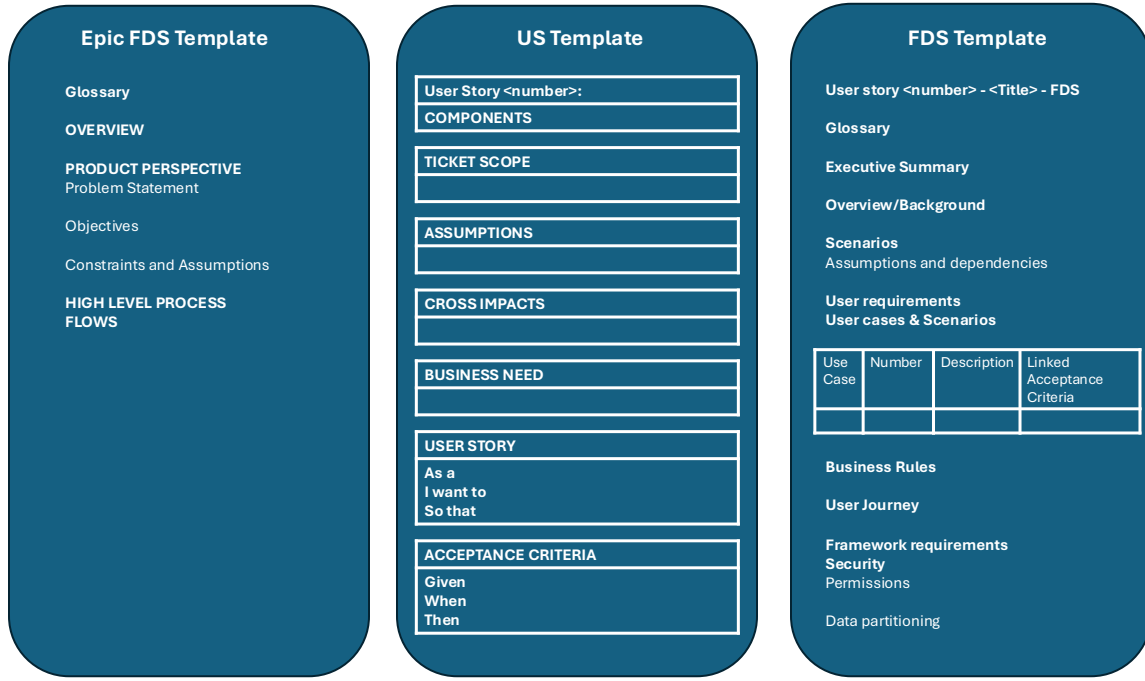 Epic FDS Template
Glossary
OVERVIEW
PRODUCT PERSPECTIVE
Problem Statement
Objectives
Constraints and Assumptions
HIGH LEVEL PROCESS
FLOWS
US Template
User Story <number>:
COMPONENTS
TICKET SCOPE
ASSUMPTIONS
CROSS IMPACTS
BUSINESS NEED
USER STORY
As a
I want to
So that
ACCEPTANCE CRITERIA
Given
When
Then
FDS Template
User story <number> - <Title> - FDS
Glossary
Executive Summary
Overview/Background
Scenarios
Assumptions and dependencies
User requirements
User cases & Scenarios
Use
Case
Number
Description
Linked
Acceptance
Criteria
Business Rules
User Journey
Framework requirements
Security
Permissions
Data partitioning